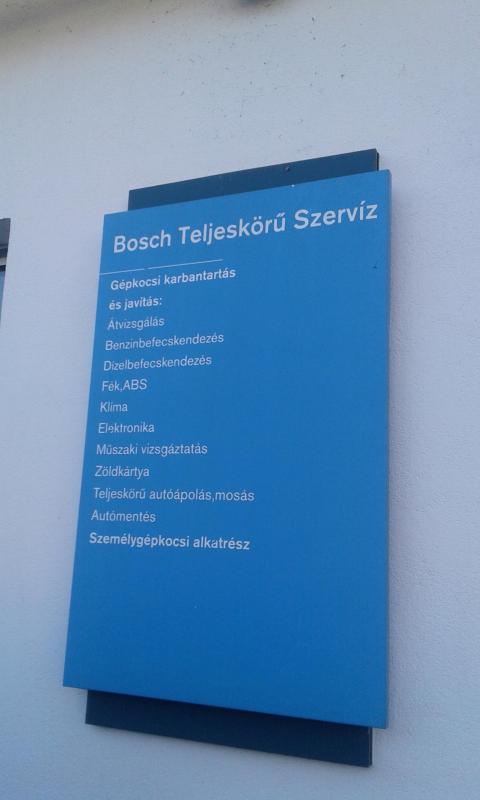 Bosch Teljeskörű Szervíz
Gépkocsi karbantartás
és javítás:
Átvizsgálás
Benzinbefecskendezés
Dízelbefecskendezés
Fék,ABS
Klíma
Elektronika
Műszaki vizsgáztatás
Zöldkártya
Teljeskörű autóápolás,mosás
Autómentés
Személygépkocsi alkatrész